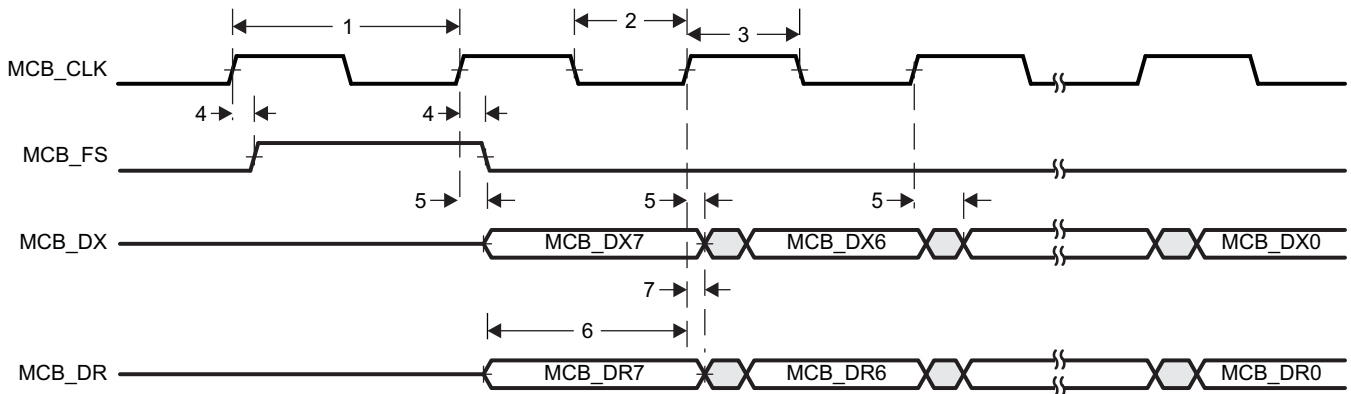 1
2
3
MCB_CLK
4
4
MCB_FS
5
5
5
MCB_DX
MCB_DX7
MCB_DX6
MCB_DX0
7
6
MCB_DR
MCB_DR7
MCB_DR6
MCB_DR0